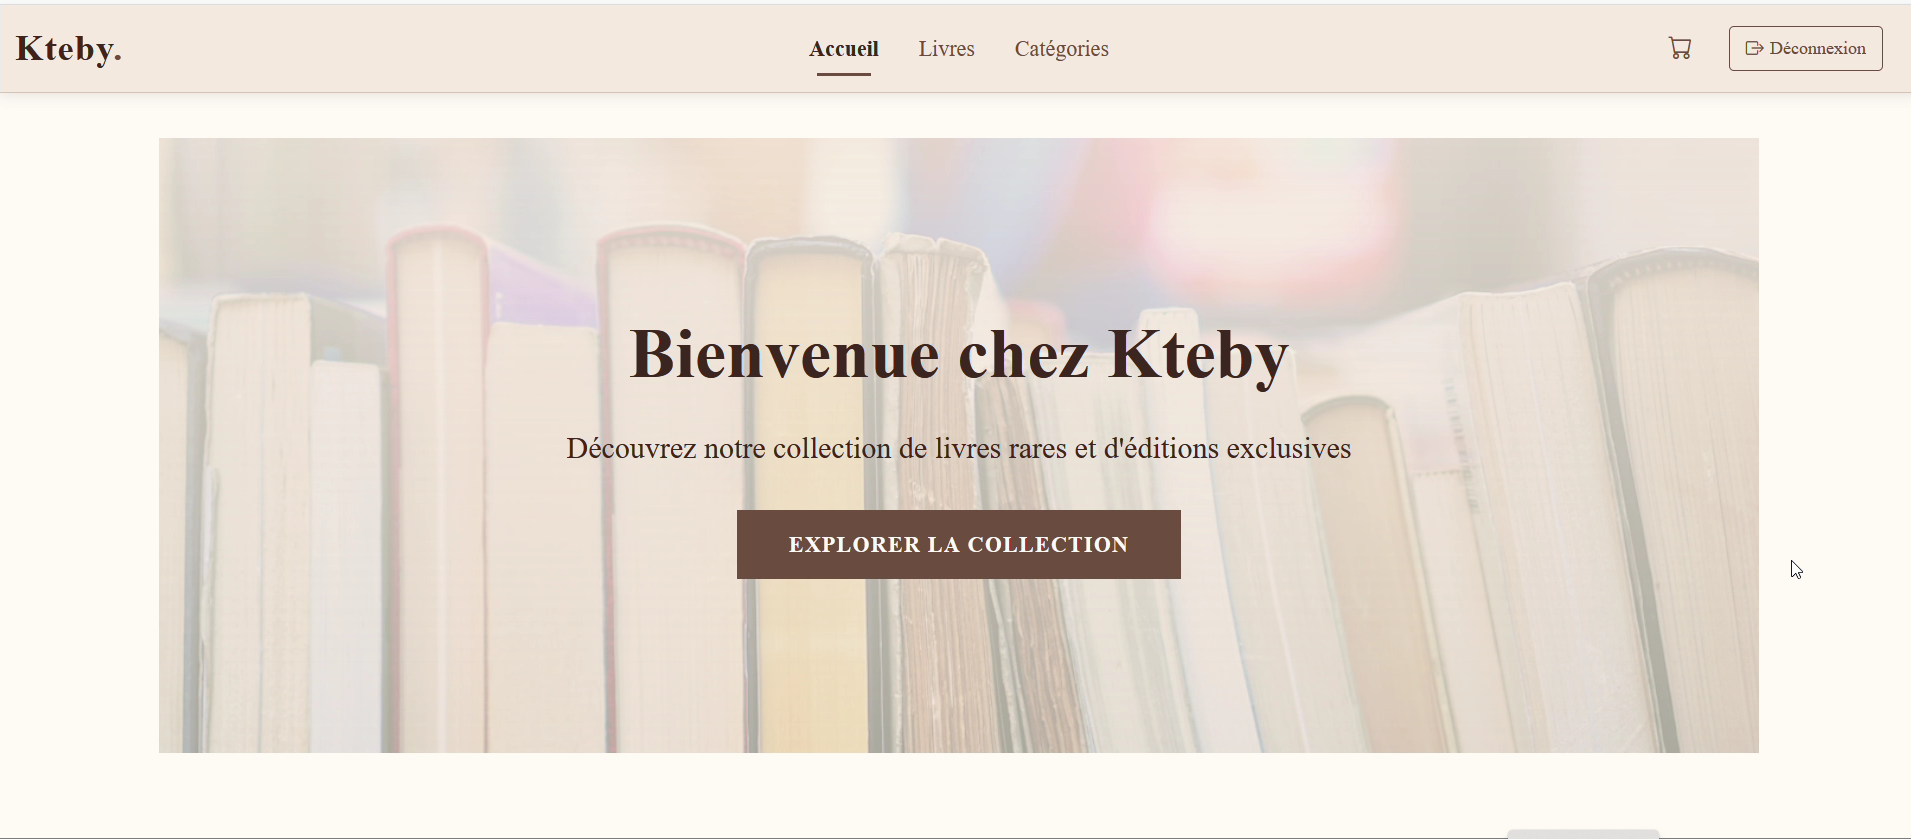 Kteby.
Accueil
Livres
Catégories
Déconnexion
Bienvenue chez Kteby
Découvrez notre collection de livres rares et d'éditions exclusives
EXPLORER LA COLLECTION